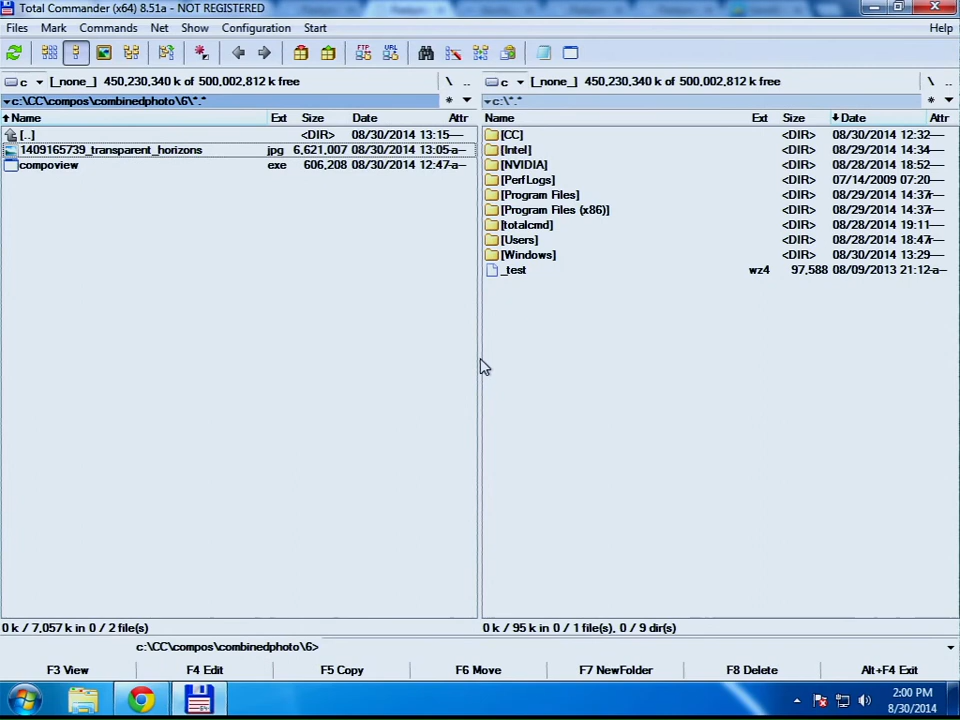 Total Commander (x64) 8.51a - NOT REGISTERED
Files Mark Commands Net Show Configuration Start Help
FTP URL
c [_none_] 450,230,340 k of 500,002,812 k free \ ..
c [_none_] 450,230,340 k of 500,002,812 k free \ ..
c:\CC\compos\combinedphoto\6\*.* *
c:\*.* *
Name Ext Size Date Attr
[..] <DIR> 08/30/2014 13:15----
1409165739_transparent_horizons jpg 6,621,007 08/30/2014 13:05-a--
compoview exe 606,208 08/30/2014 12:47-a--
Name Ext Size Date Attr
[CC] <DIR> 08/30/2014 12:32----
[Intel] <DIR> 08/29/2014 14:34----
[NVIDIA] <DIR> 08/28/2014 18:52----
[PerfLogs] <DIR> 07/14/2009 07:20----
[Program Files] <DIR> 08/29/2014 14:37r---
[Program Files (x86)] <DIR> 08/29/2014 14:37r---
[totalcmd] <DIR> 08/28/2014 19:11----
[Users] <DIR> 08/28/2014 18:47r---
[Windows] <DIR> 08/30/2014 13:29----
_test wz4 97,588 08/09/2013 21:12-a--
0 k / 7,057 k in 0 / 2 file(s)
0 k / 95 k in 0 / 1 file(s), 0 / 9 dir(s)
c:\CC\compos\combinedphoto\6>
F3 View F4 Edit F5 Copy F6 Move F7 NewFolder F8 Delete Alt+F4 Exit
2:00 PM
8/30/2014